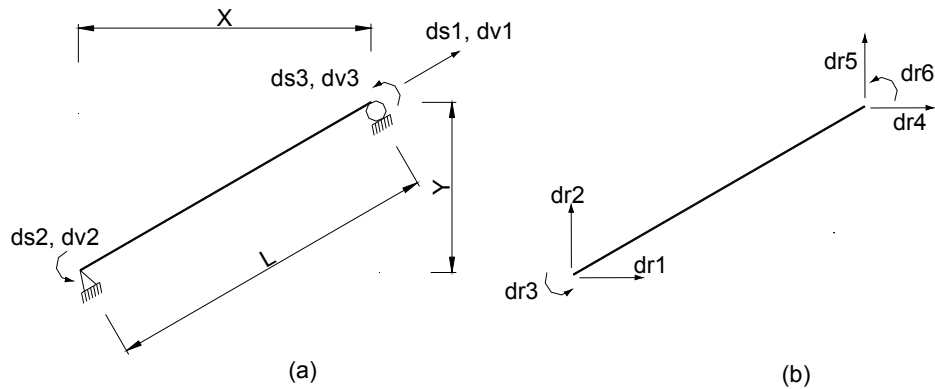 X
ds1, dv1
ds3, dv3
Y
ds2, dv2
L
(a)
dr5
dr6
dr4
dr2
dr1
dr3
(b)